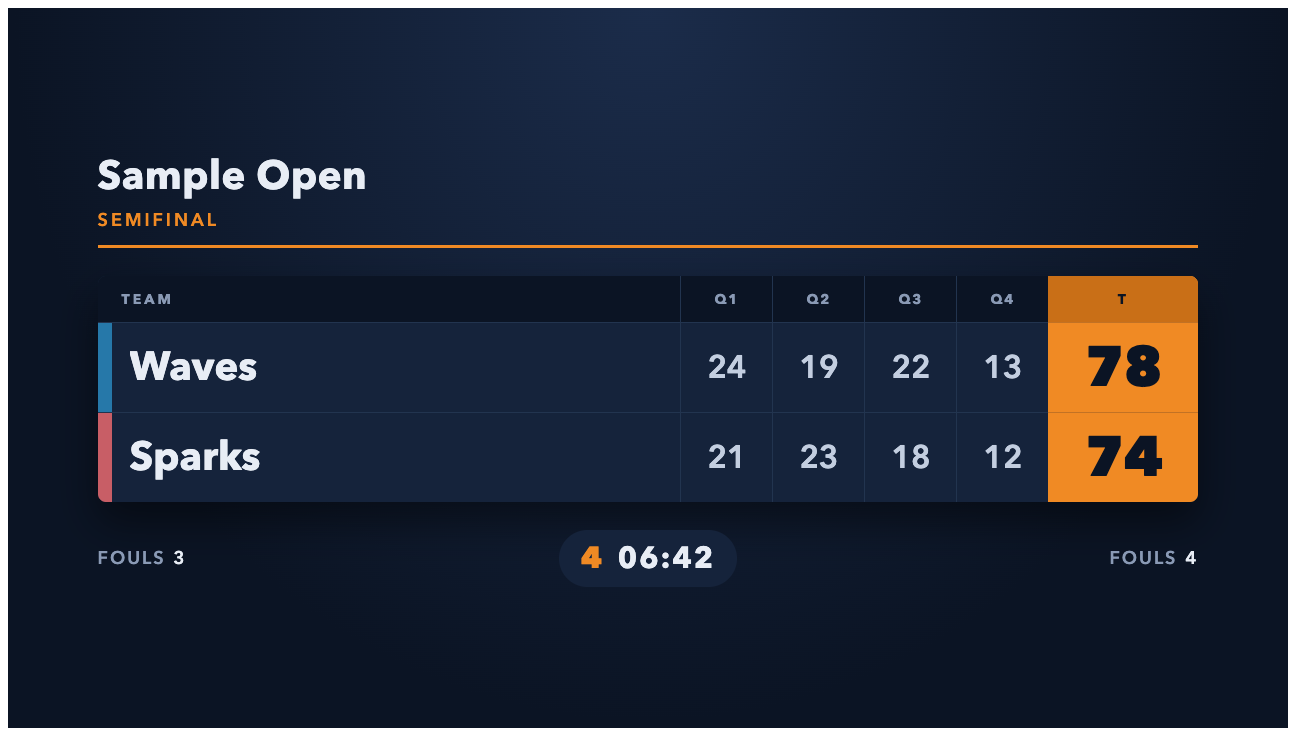 Sample Open
SEMIFINAL
TEAM Q1 Q2 Q3 Q4 T
Waves 24 19 22 13 78
Sparks 21 23 18 12 74
FOULS 3 4 06:42 FOULS 4